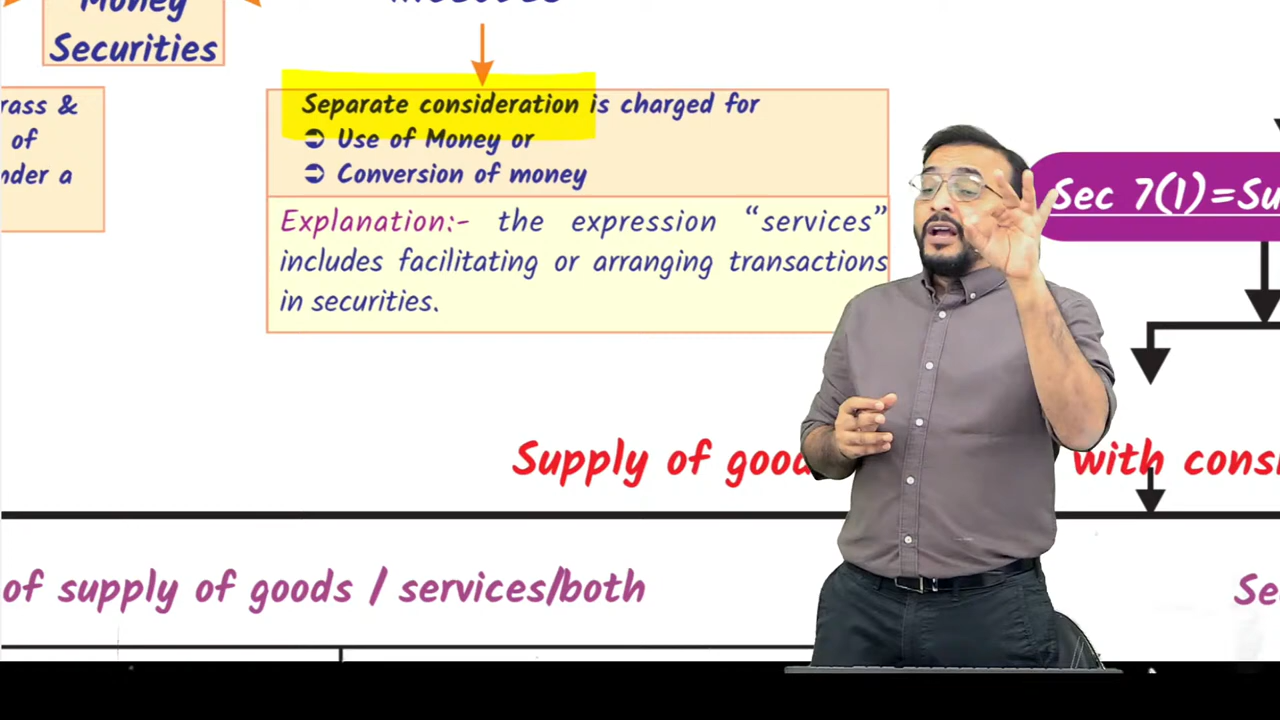 Money
Securities
rass &
of
nder a
Separate consideration is charged for
➲ Use of Money or
➲ Conversion of money
Explanation:- the expression “services”
includes facilitating or arranging transactions
in securities.
Sec 7(1)=Su
Supply of good
with cons
of supply of goods / services/both
Se